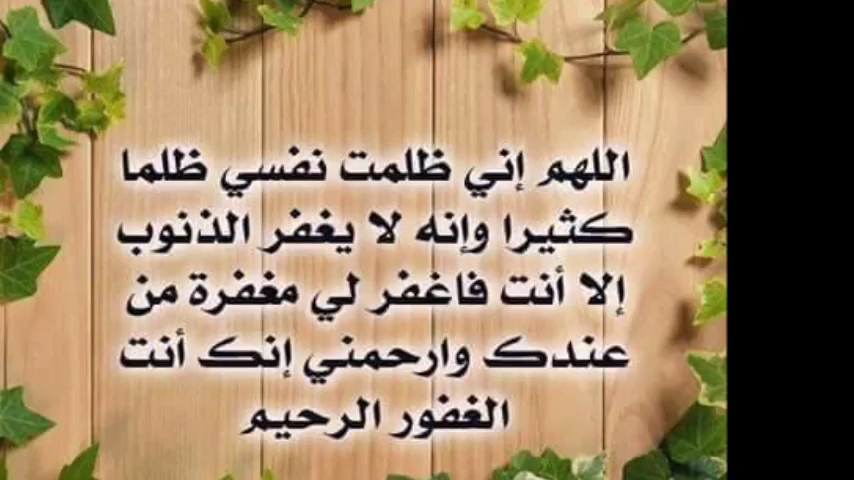 اللهم إني ظلمت نفسي ظلما
كثيرا وإنه لا يغفر الذنوب
إلا أنت فاغفر لي مغفرة من
عندك وارحمني إنك أنت
الغفور الرحيم